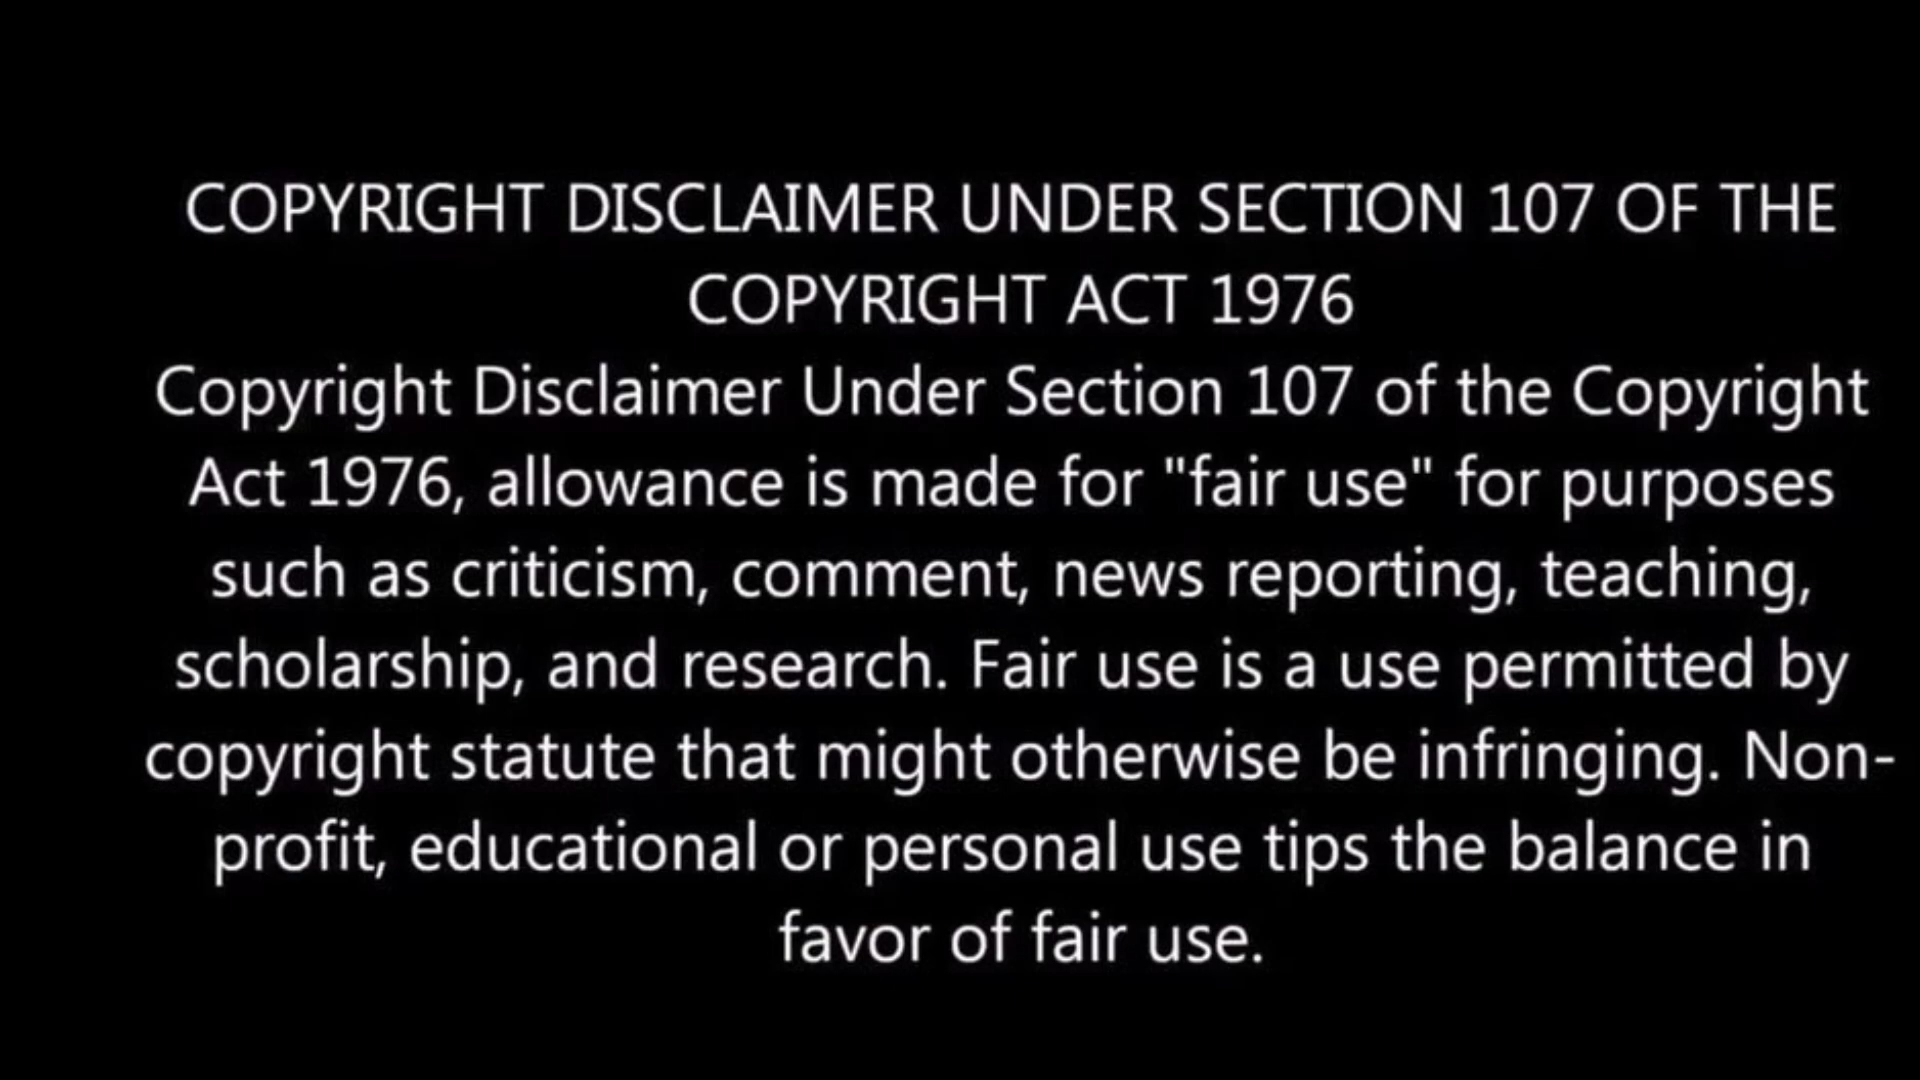 COPYRIGHT DISCLAIMER UNDER SECTION 107 OF THE
COPYRIGHT ACT 1976
Copyright Disclaimer Under Section 107 of the Copyright
Act 1976, allowance is made for "fair use" for purposes
such as criticism, comment, news reporting, teaching,
scholarship, and research. Fair use is a use permitted by
copyright statute that might otherwise be infringing. Non-
profit, educational or personal use tips the balance in
favor of fair use.